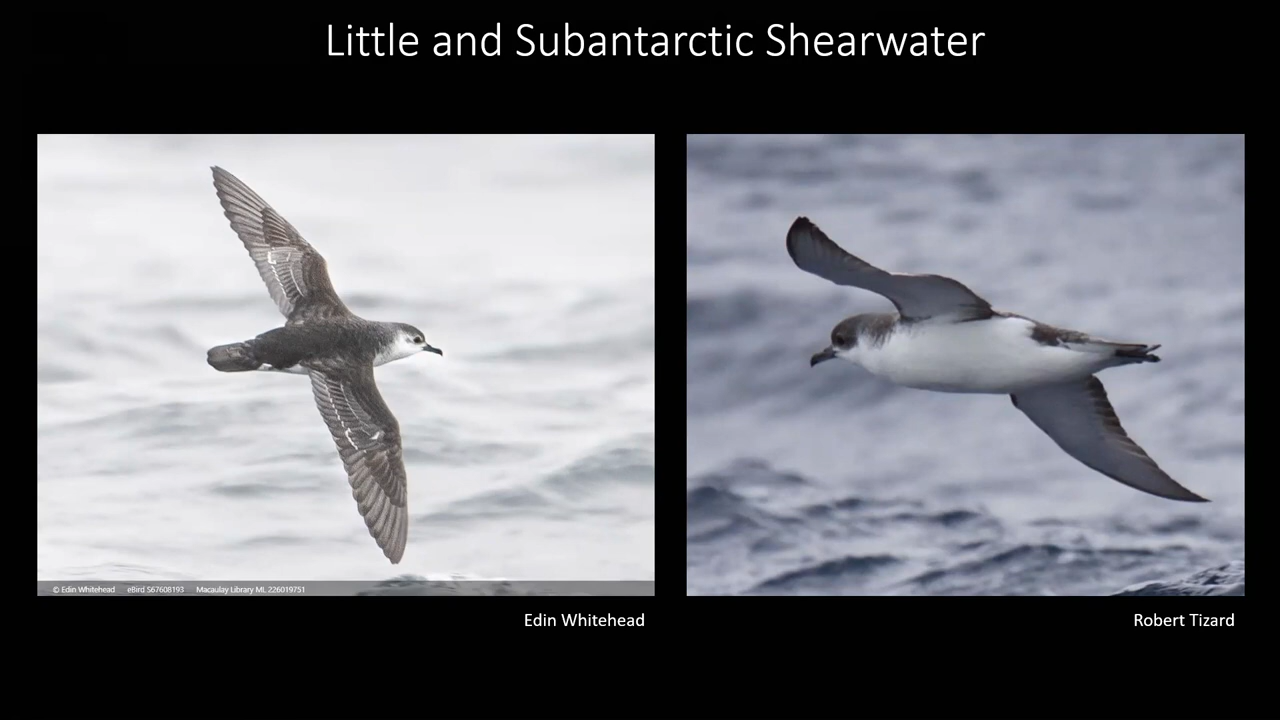 Little and Subantarctic Shearwater
© Edin Whitehead eBird S67608193 Macaulay Library ML 226019751
Edin Whitehead
Robert Tizard